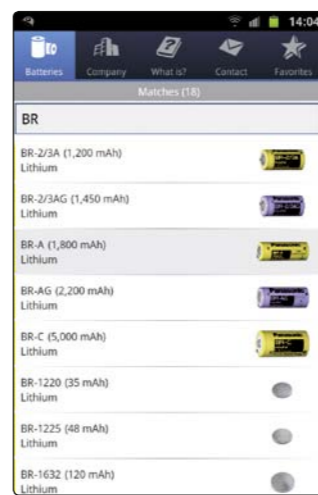 14:04
Batteries Company What is? Contact Favorites
Matches (18)
BR
BR-2/3A (1,200 mAh)
Lithium
BR-2/3AG (1,450 mAh)
Lithium
BR-A (1,800 mAh)
Lithium
BR-AG (2,200 mAh)
Lithium
BR-C (5,000 mAh)
Lithium
BR-1220 (35 mAh)
Lithium
BR-1225 (48 mAh)
Lithium
BR-1632 (120 mAh)
Lithium